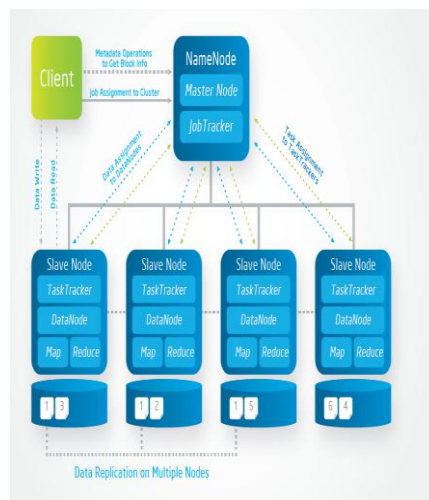 Client
Metadata Operations
to Get Block Info
Job Assignment to Cluster
NameNode
Master Node
JobTracker
Data Write
Data Read
Data Assignment
to DataNodes
Task Assignment
to TaskTrackers
Slave Node
TaskTracker
DataNode
Map Reduce
Slave Node
TaskTracker
DataNode
Map Reduce
Slave Node
TaskTracker
DataNode
Map Reduce
Slave Node
TaskTracker
DataNode
Map Reduce
1 3
1 2
1 5
6 4
Data Replication on Multiple Nodes